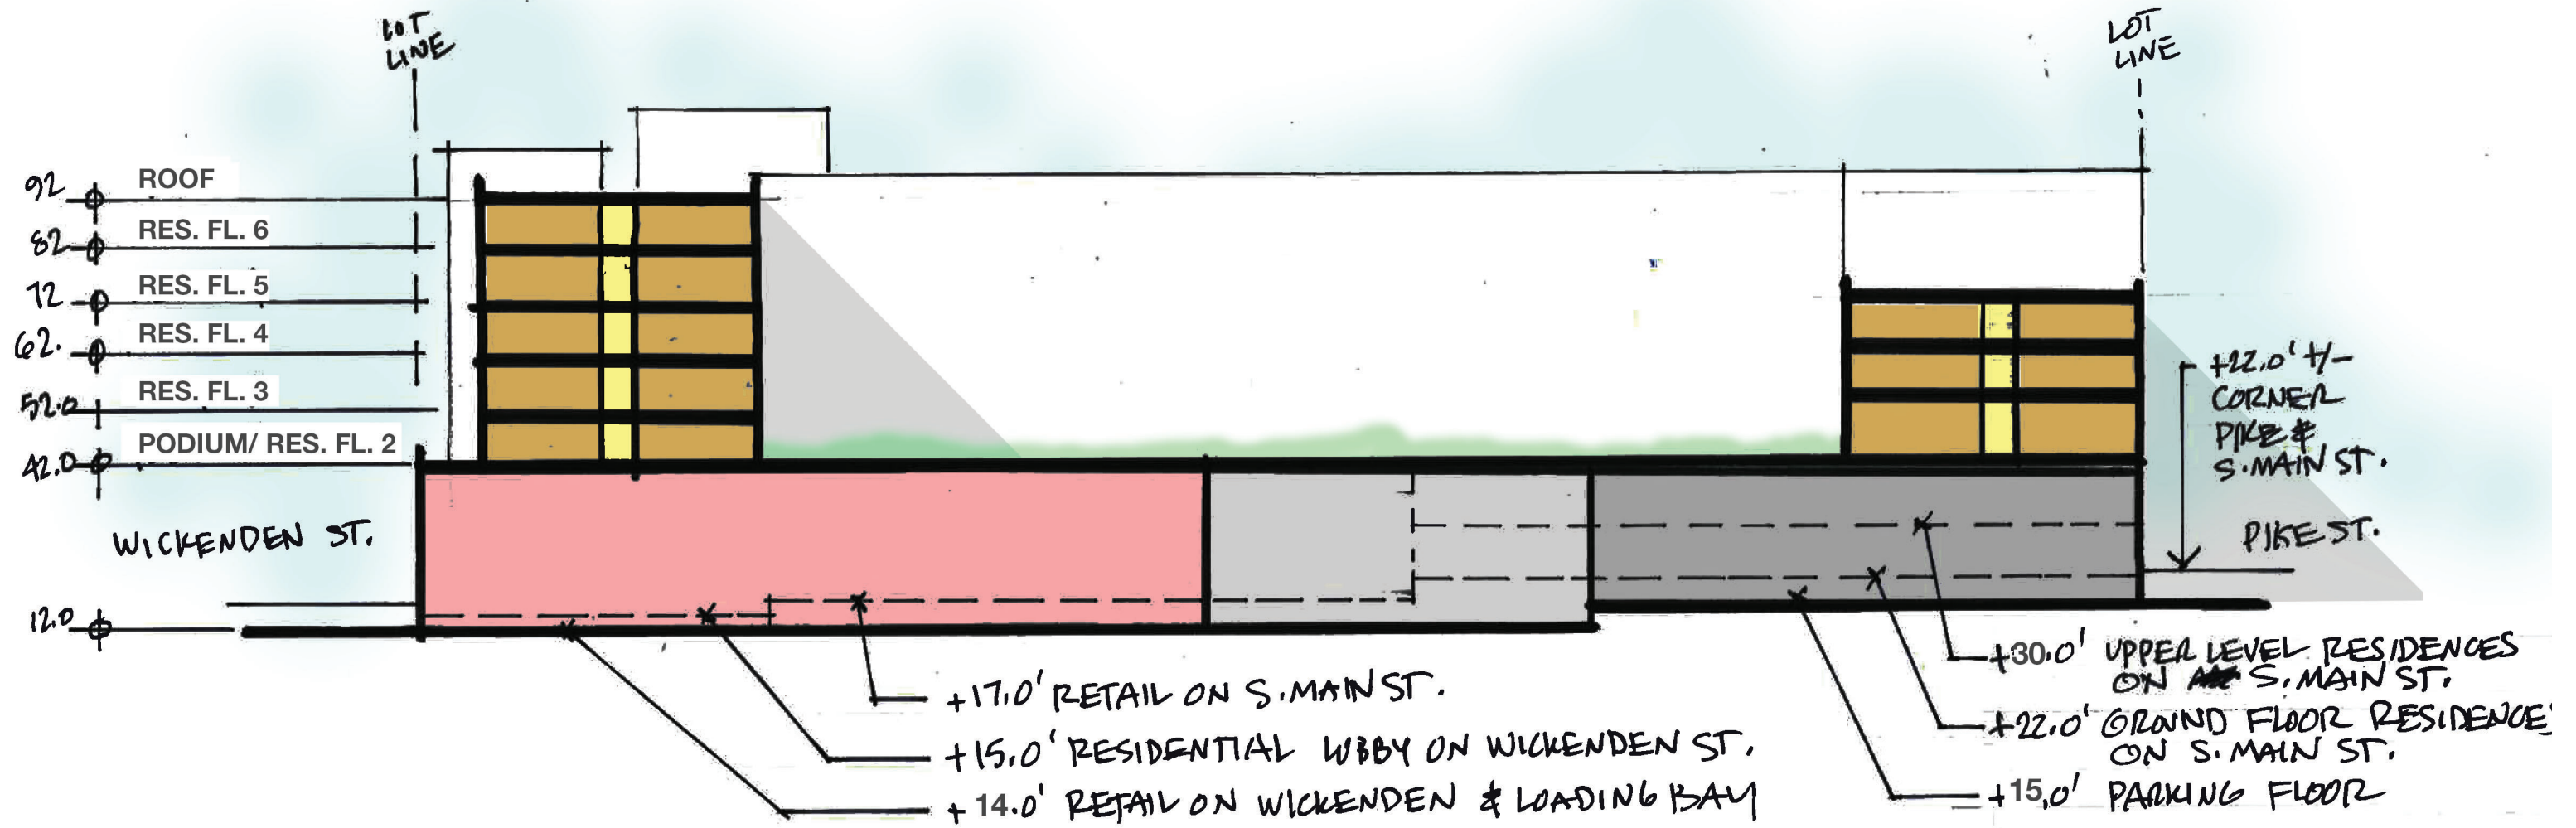 LOT
LINE
LOT
LINE
92 ROOF
82 RES. FL. 6
72 RES. FL. 5
62. RES. FL. 4
52.0 RES. FL. 3
42.0 PODIUM/ RES. FL. 2
12.0
WICKENDEN ST.
+22.0' +/-
CORNER
PIKE &
S. MAIN ST.
PIKE ST.
+17.0' RETAIL ON S. MAIN ST.
+15.0' RESIDENTIAL LOBBY ON WICKENDEN ST.
+14.0' RETAIL ON WICKENDEN & LOADING BAY
+30.0' UPPER LEVEL RESIDENCES
ON S. MAIN ST.
+22.0' GROUND FLOOR RESIDENCES
ON S. MAIN ST.
+15.0' PARKING FLOOR